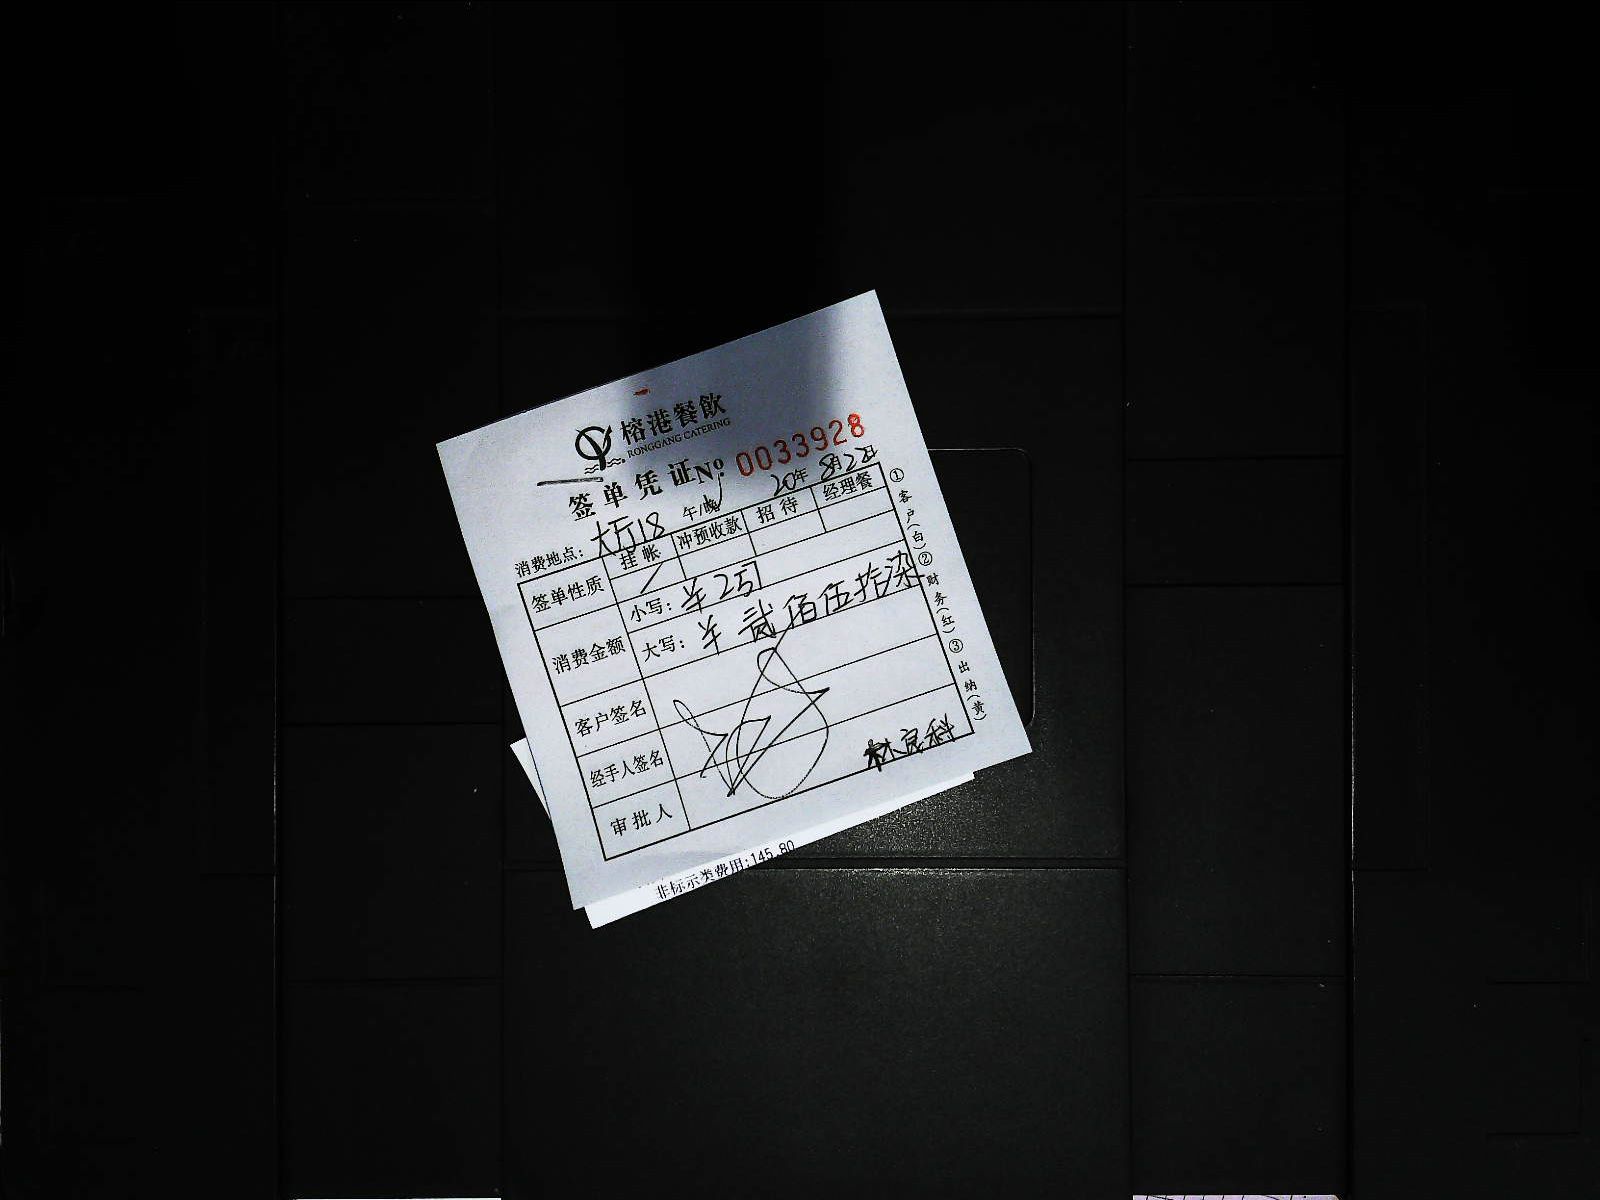 榕港餐飲
RONGGANG CATERING
签单凭证 № 0033928
消费地点: 大厅18 午/晚 20年8月22日
签单性质 挂帐 冲预收款 招待 经理餐
消费金额 小写: ¥25
大写: ¥ 贰佰伍拾
客户签名
经手人签名
审批人 林良科
①客户(白)②财务(红)③出纳(黄)
非标示类费用:145.80